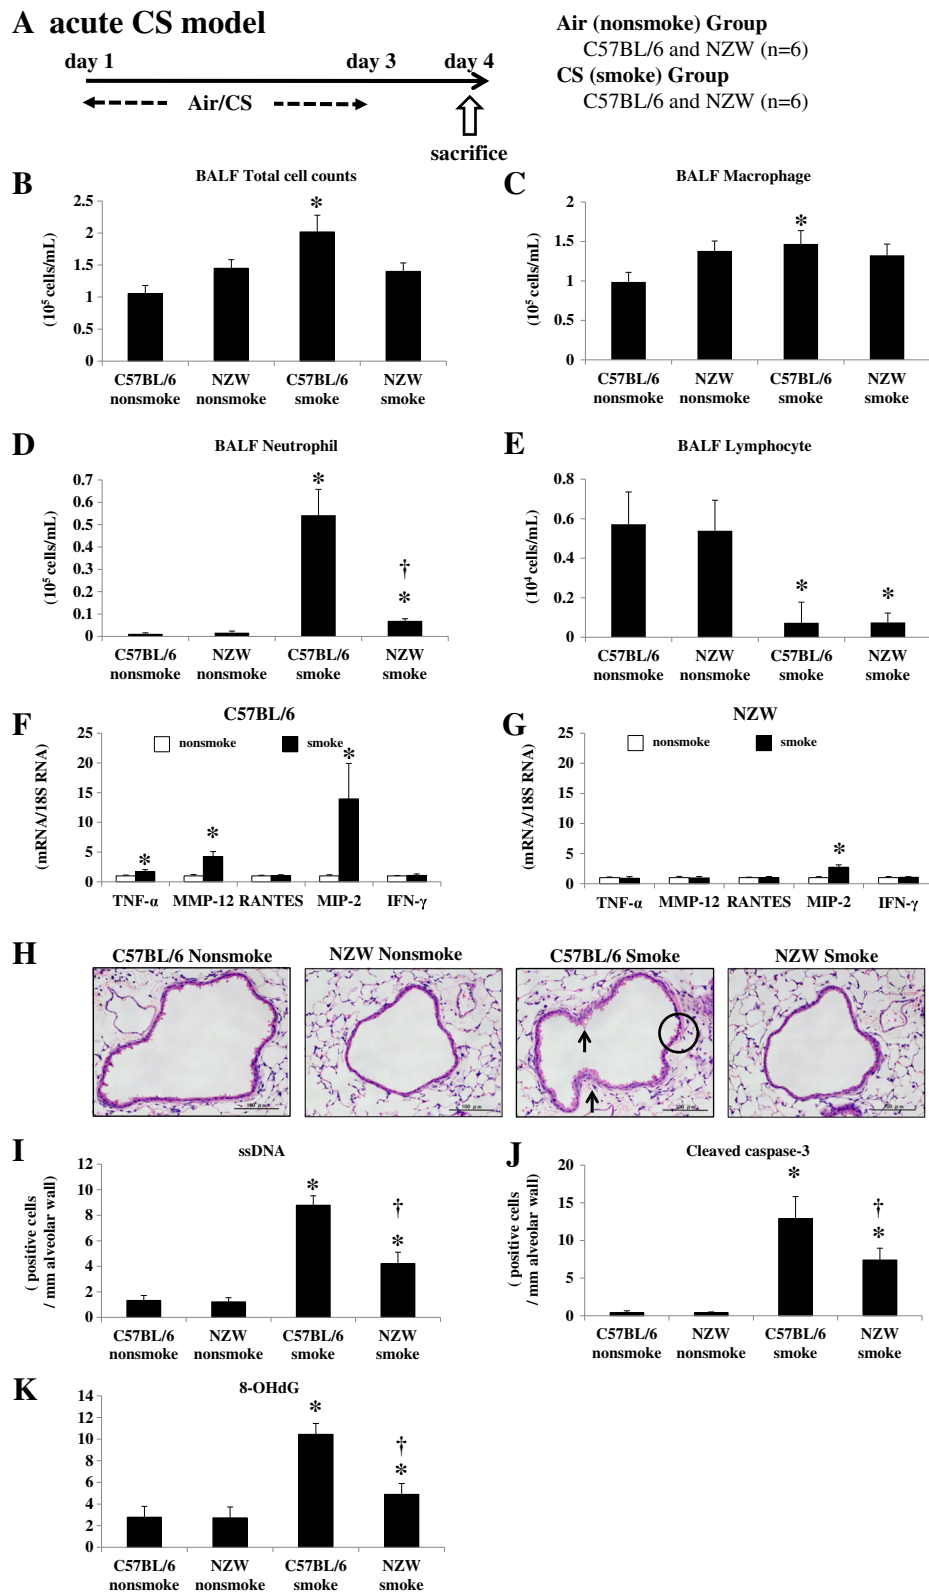 A acute CS model
day 1
day 3
day 4
Air/CS
sacrifice
Air (nonsmoke) Group
C57BL/6 and NZW (n=6)
CS (smoke) Group
C57BL/6 and NZW (n=6)
B
BALF Total cell counts
(10⁵ cells/mL)
2.5
2
1.5
1
0.5
0
*
C57BL/6 nonsmoke
NZW nonsmoke
C57BL/6 smoke
NZW smoke
C
BALF Macrophage
(10⁵ cells/mL)
2
1.5
1
0.5
0
*
C57BL/6 nonsmoke
NZW nonsmoke
C57BL/6 smoke
NZW smoke
D
BALF Neutrophil
(10⁵ cells/mL)
0.7
0.6
0.5
0.4
0.3
0.2
0.1
0
*
†
*
C57BL/6 nonsmoke
NZW nonsmoke
C57BL/6 smoke
NZW smoke
E
BALF Lymphocyte
(10⁴ cells/mL)
0.8
0.6
0.4
0.2
0
*
*
C57BL/6 nonsmoke
NZW nonsmoke
C57BL/6 smoke
NZW smoke
F
C57BL/6
(mRNA/18S RNA)
25
20
15
10
5
0
nonsmoke
smoke
*
*
*
TNF-α MMP-12 RANTES MIP-2 IFN-γ
G
NZW
(mRNA/18S RNA)
25
20
15
10
5
0
nonsmoke
smoke
*
TNF-α MMP-12 RANTES MIP-2 IFN-γ
H
C57BL/6 Nonsmoke
NZW Nonsmoke
C57BL/6 Smoke
NZW Smoke
100 μm
100 μm
100 μm
100 μm
I
ssDNA
( positive cells
/ mm alveolar wall)
12
10
8
6
4
2
0
*
†
*
C57BL/6 nonsmoke
NZW nonsmoke
C57BL/6 smoke
NZW smoke
J
Cleaved caspase-3
( positive cells
/ mm alveolar wall)
20
15
10
5
0
*
†
*
C57BL/6 nonsmoke
NZW nonsmoke
C57BL/6 smoke
NZW smoke
K
8-OHdG
14
12
10
8
6
4
2
0
*
†
*
C57BL/6 nonsmoke
NZW nonsmoke
C57BL/6 smoke
NZW smoke